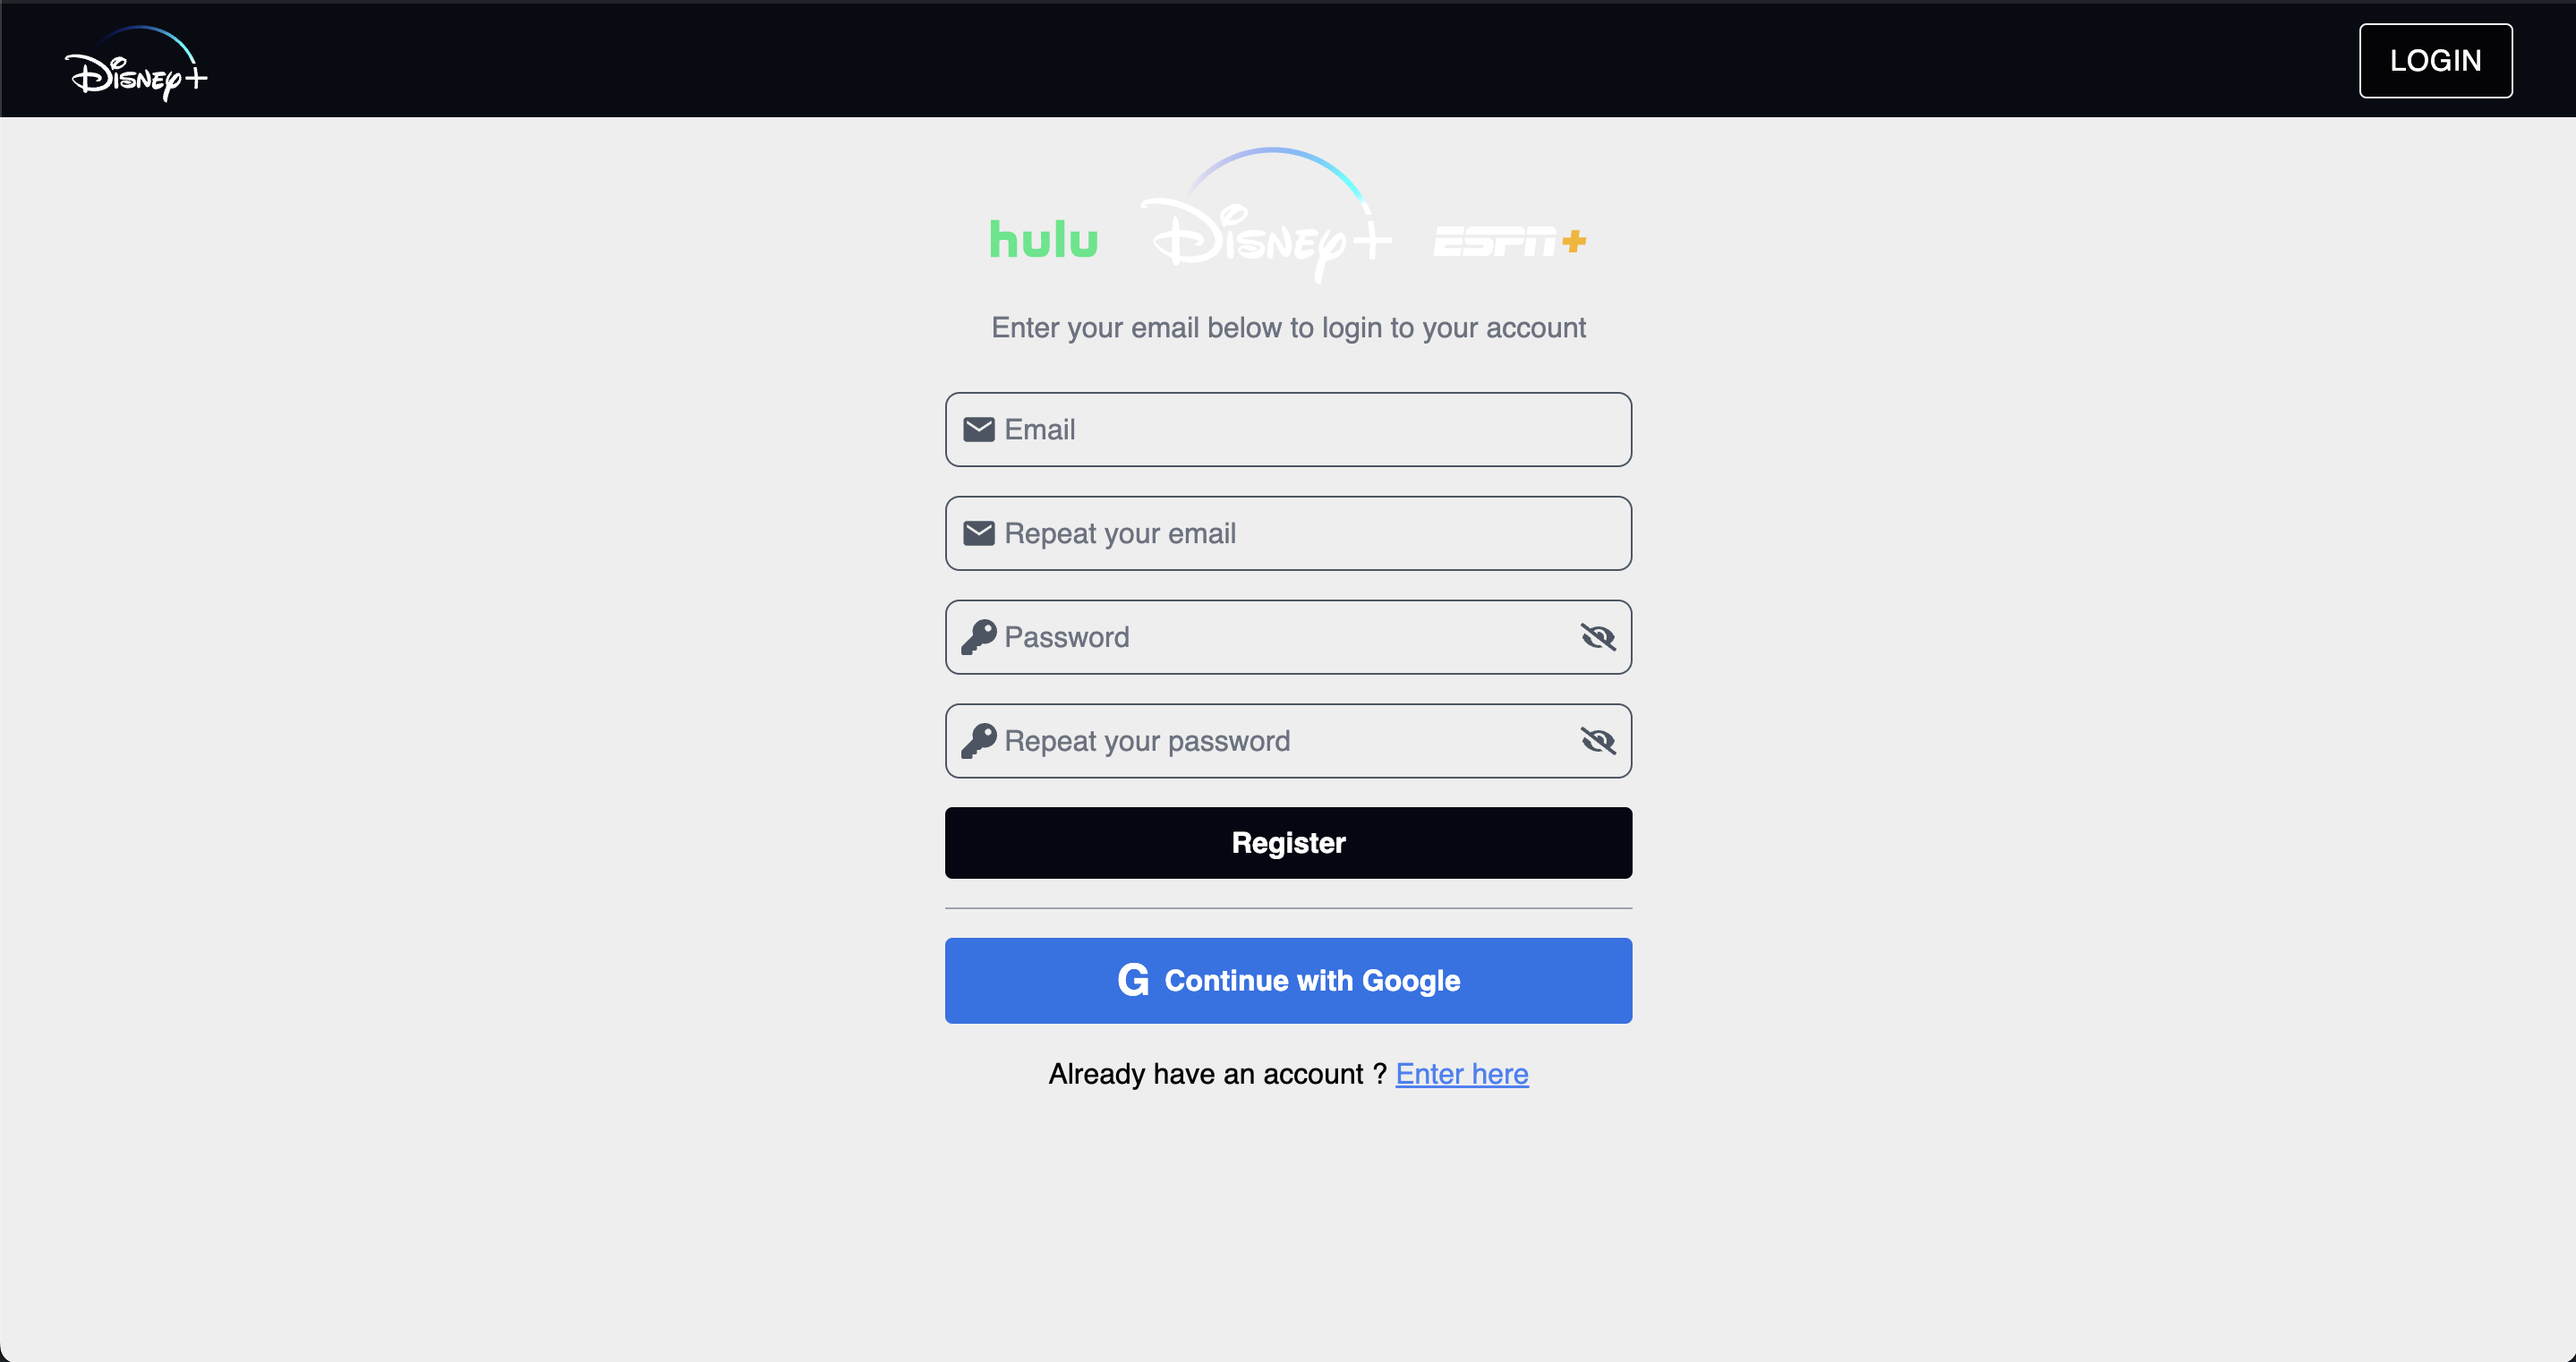 Disney+
LOGIN
hulu Disney+ ESPN+
Enter your email below to login to your account
Email
Repeat your email
Password
Repeat your password
Register
G Continue with Google
Already have an account ? Enter here